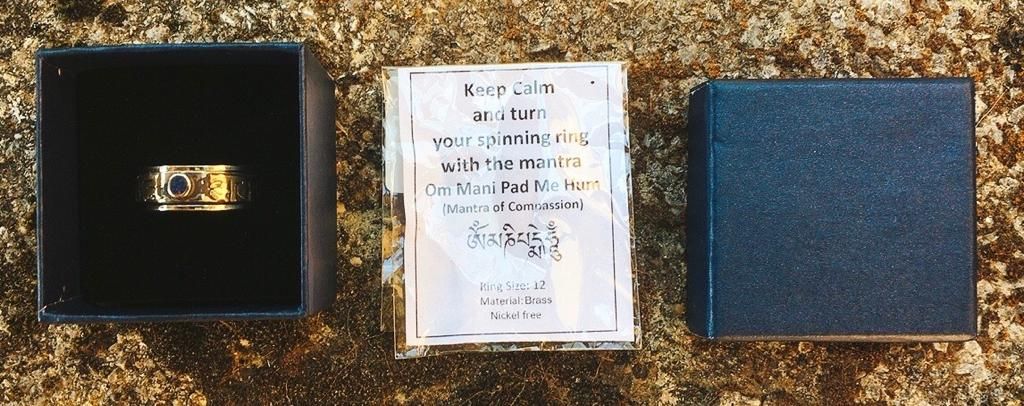 Keep Calm
and turn
your spinning ring
with the mantra
Om Mani Pad Me Hum
(Mantra of Compassion)
ༀམཎིཔདྨེཧཱུྃ
Ring Size: 12
Material: Brass
Nickel free